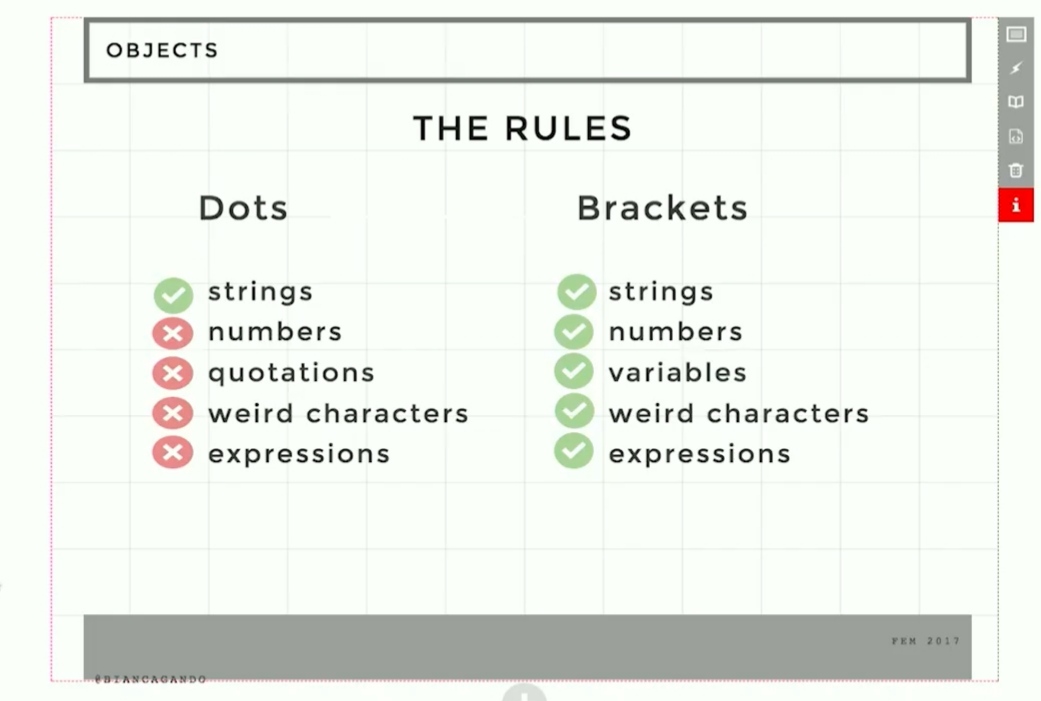 OBJECTS
THE RULES
Dots
Brackets
strings
numbers
quotations
weird characters
expressions
strings
numbers
variables
weird characters
expressions
FEM 2017
@BIANCAGANDO